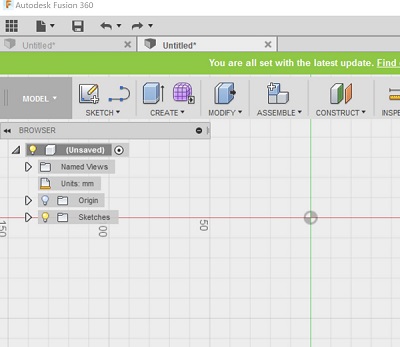 Autodesk Fusion 360
Untitled* Untitled*
You are all set with the latest update. Find
MODEL SKETCH CREATE MODIFY ASSEMBLE CONSTRUCT INSPE
BROWSER
(Unsaved)
Named Views
Units: mm
Origin
Sketches
150 00 50